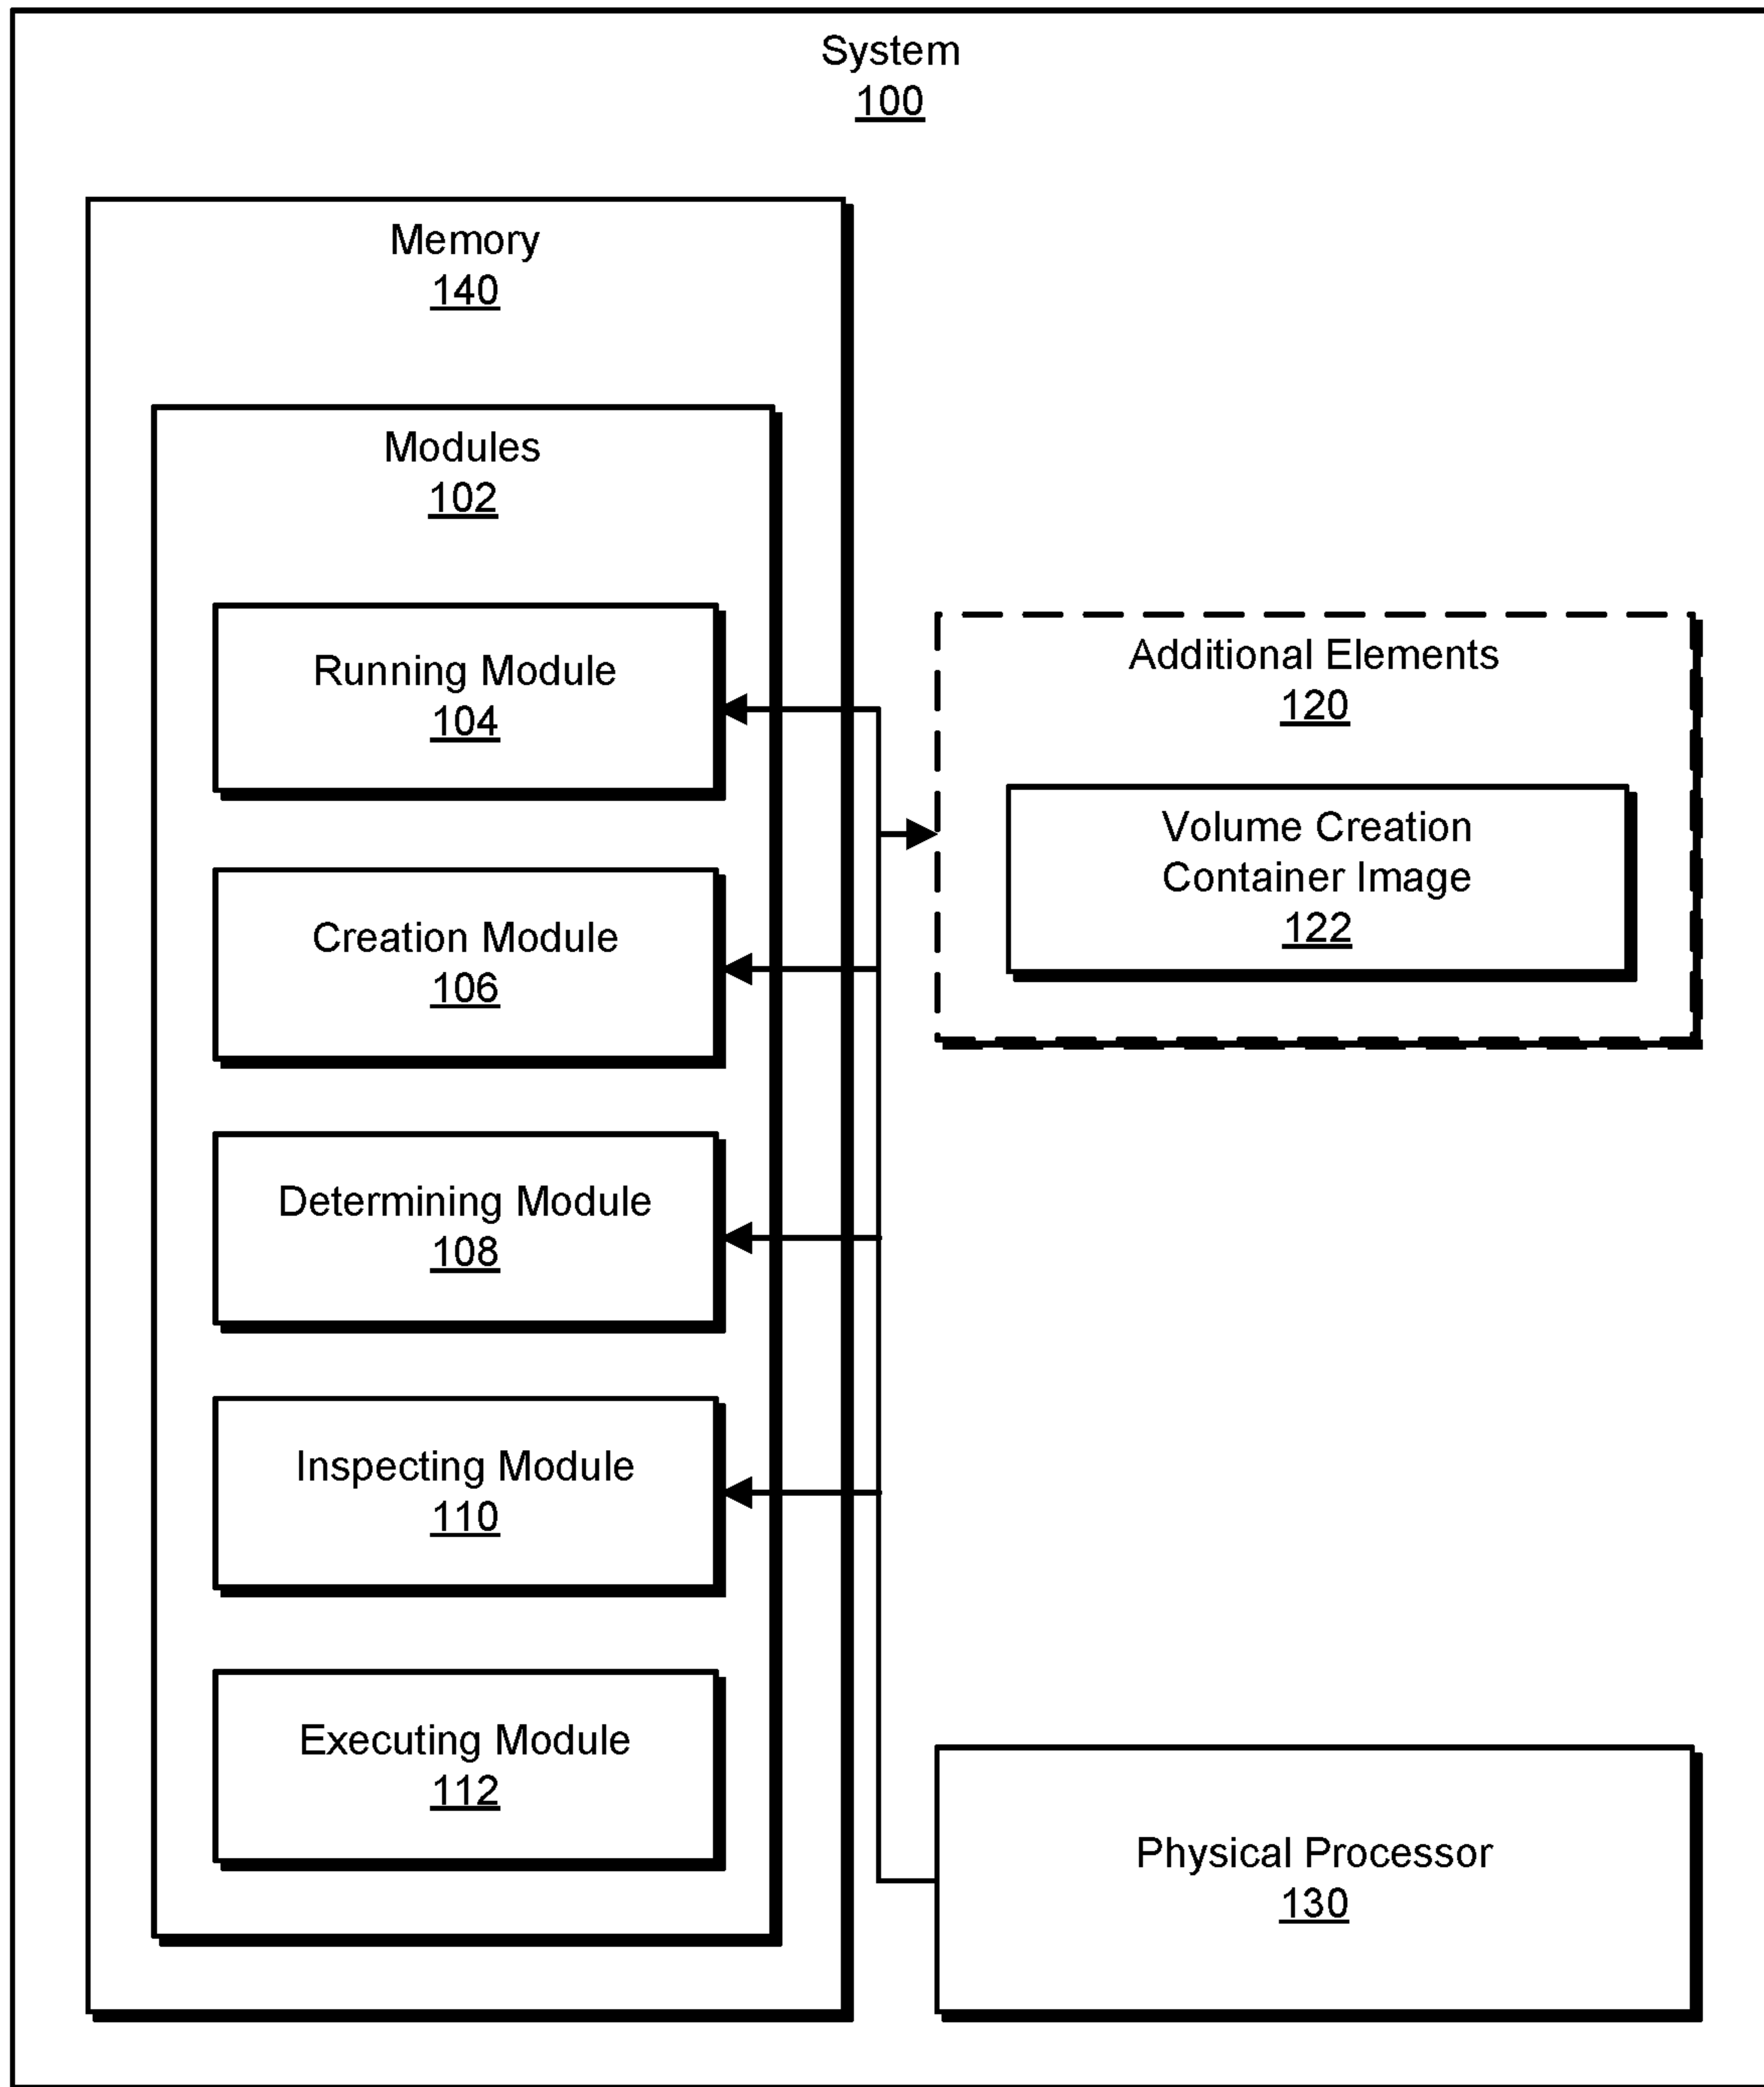 System
100
Memory
140
Modules
102
Running Module
104
Creation Module
106
Determining Module
108
Inspecting Module
110
Executing Module
112
Additional Elements
120
Volume Creation
Container Image
122
Physical Processor
130